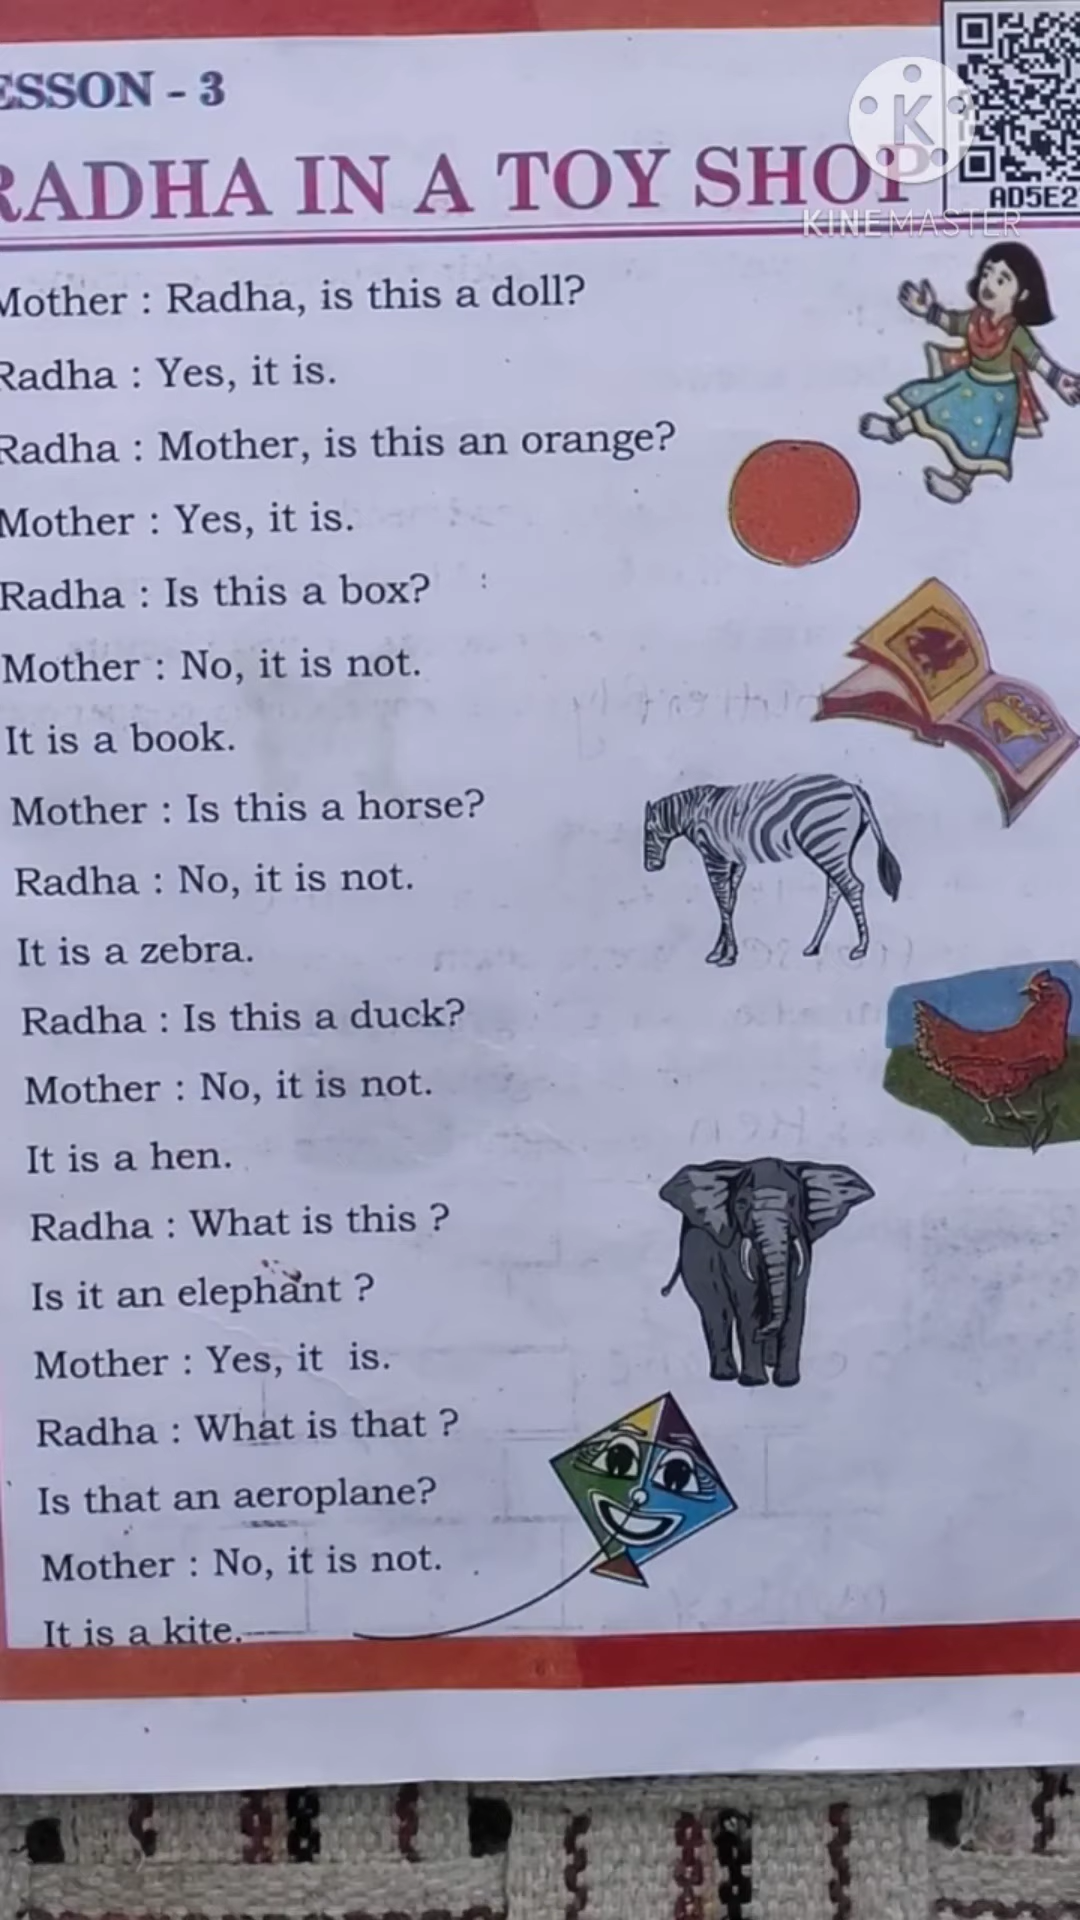 ESSON - 3
RADHA IN A TOY SHOP
AD5E2
KINEMASTER
K
Mother : Radha, is this a doll?
Radha : Yes, it is.
Radha : Mother, is this an orange?
Mother : Yes, it is.
Radha : Is this a box?
Mother : No, it is not.
It is a book.
Mother : Is this a horse?
Radha : No, it is not.
It is a zebra.
Radha : Is this a duck?
Mother : No, it is not.
It is a hen.
Radha : What is this ?
Is it an elephant ?
Mother : Yes, it is.
Radha : What is that ?
Is that an aeroplane?
Mother : No, it is not.
It is a kite.